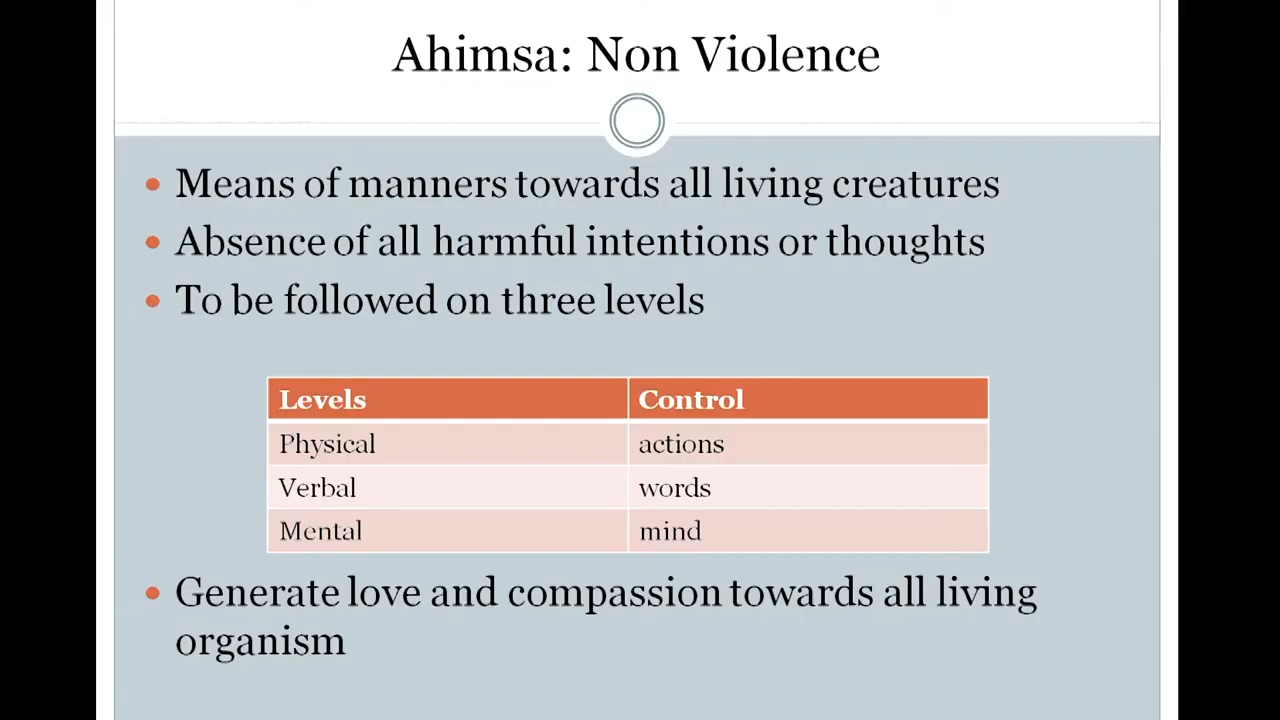 Ahimsa: Non Violence
• Means of manners towards all living creatures
• Absence of all harmful intentions or thoughts
• To be followed on three levels
Levels Control
Physical actions
Verbal words
Mental mind
• Generate love and compassion towards all living
organism